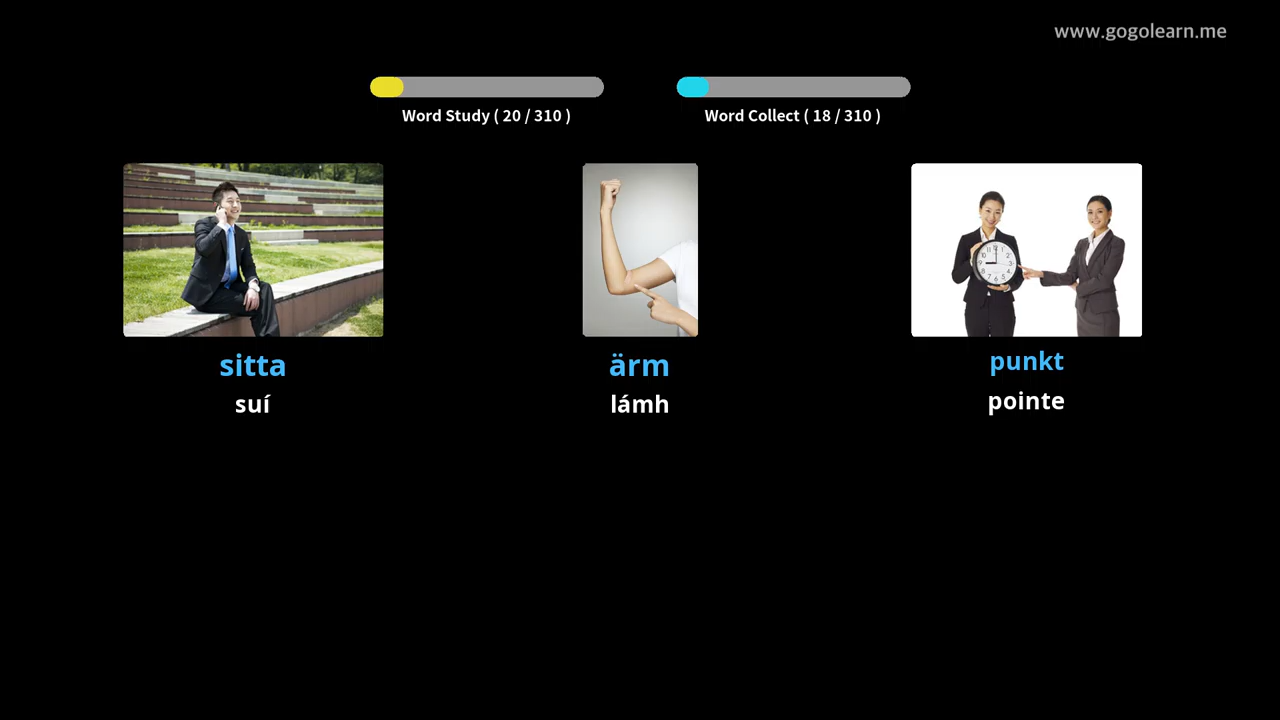 www.gogolearn.me
Word Study ( 20 / 310 )
Word Collect ( 18 / 310 )
sitta
suí
ärm
lámh
punkt
pointe